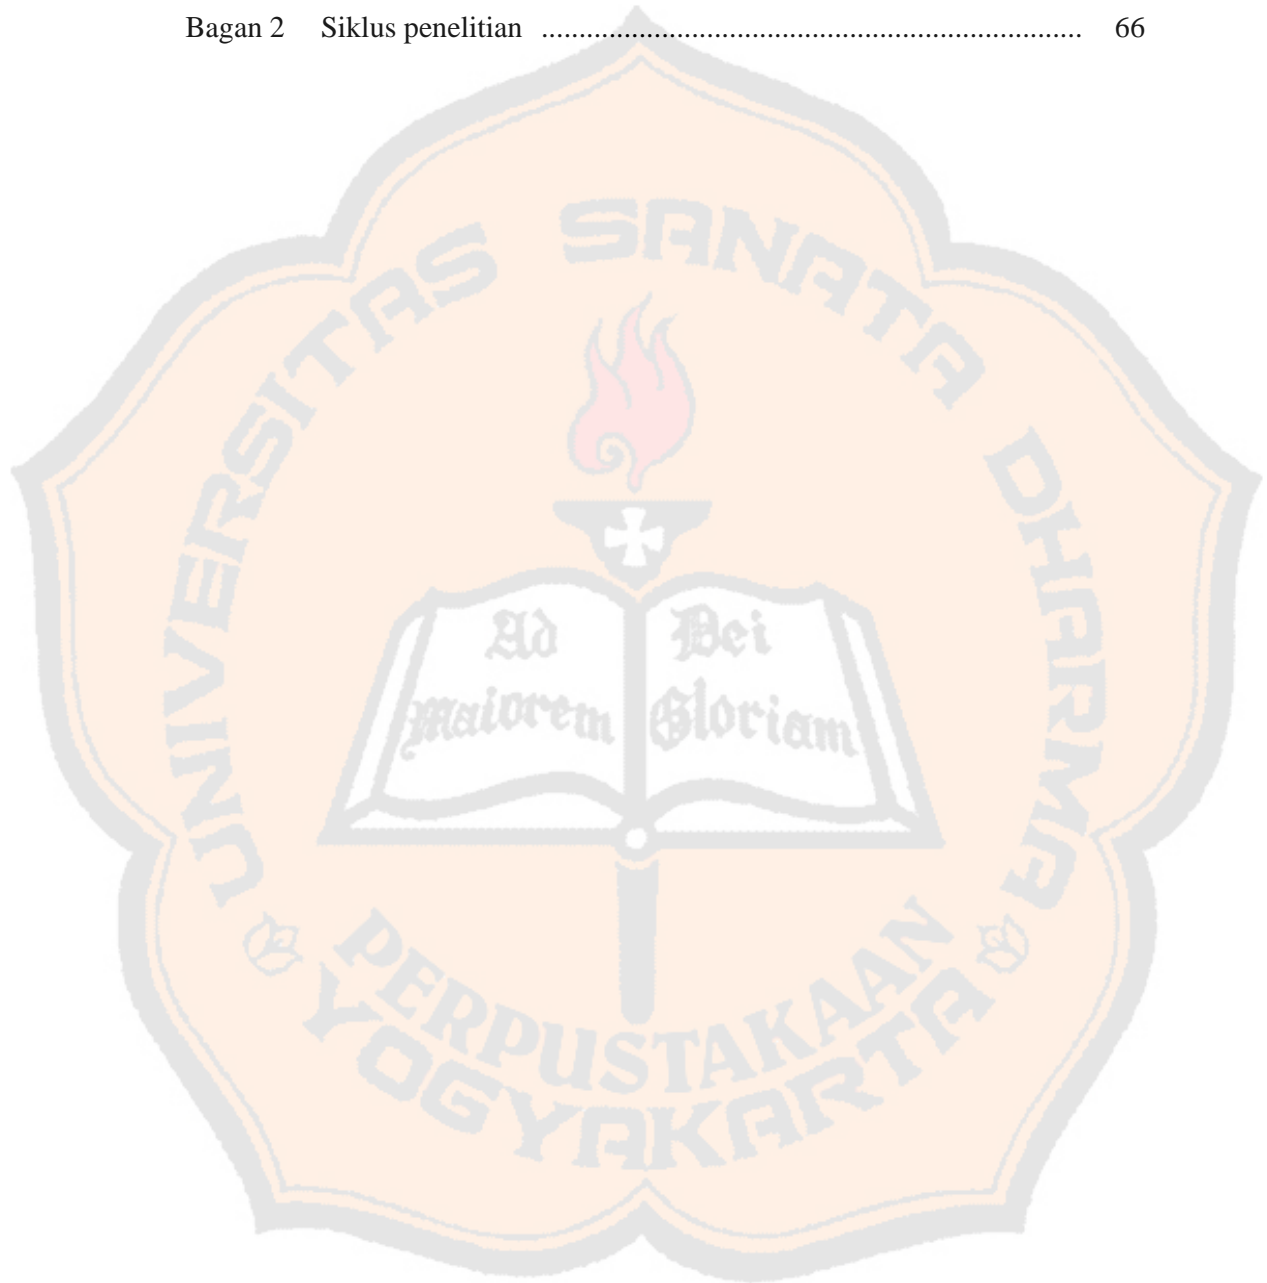 Bagan 2 Siklus penelitian ........................................................................ 66
UNIVERSITAS SANATA DHARMA
Ad
maiorem
Dei
Gloriam
PERPUSTAKAAN
YOGYAKARTA